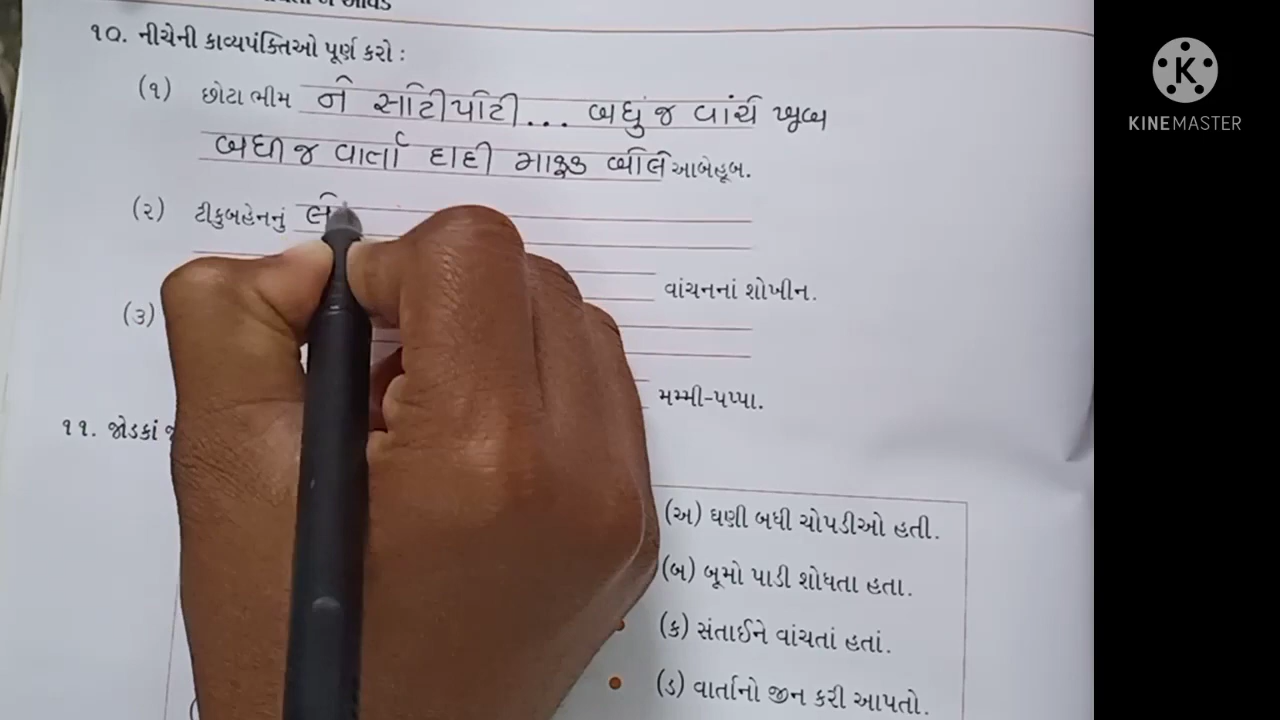 ૧૦. નીચેની કાવ્યપંક્તિઓ પૂર્ણ કરો :
(૧) છોટા ભીમ ને સાટીપાટી... બધું જ વાંચે ખૂબ
બધી જ વાર્તા દાદી માફક બોલે આબેહૂબ.
(૨) ટીકુબહેનનું લે
વાંચનનાં શોખીન.
(૩)
મમ્મી-પપ્પા.
૧૧. જોડકાં
(અ) ઘણી બધી ચોપડીઓ હતી.
(બ) બૂમો પાડી શોધતા હતા.
(ક) સંતાઈને વાંચતાં હતાં.
(ડ) વાર્તાનો જીન કરી આપતો.
K
KINEMASTER